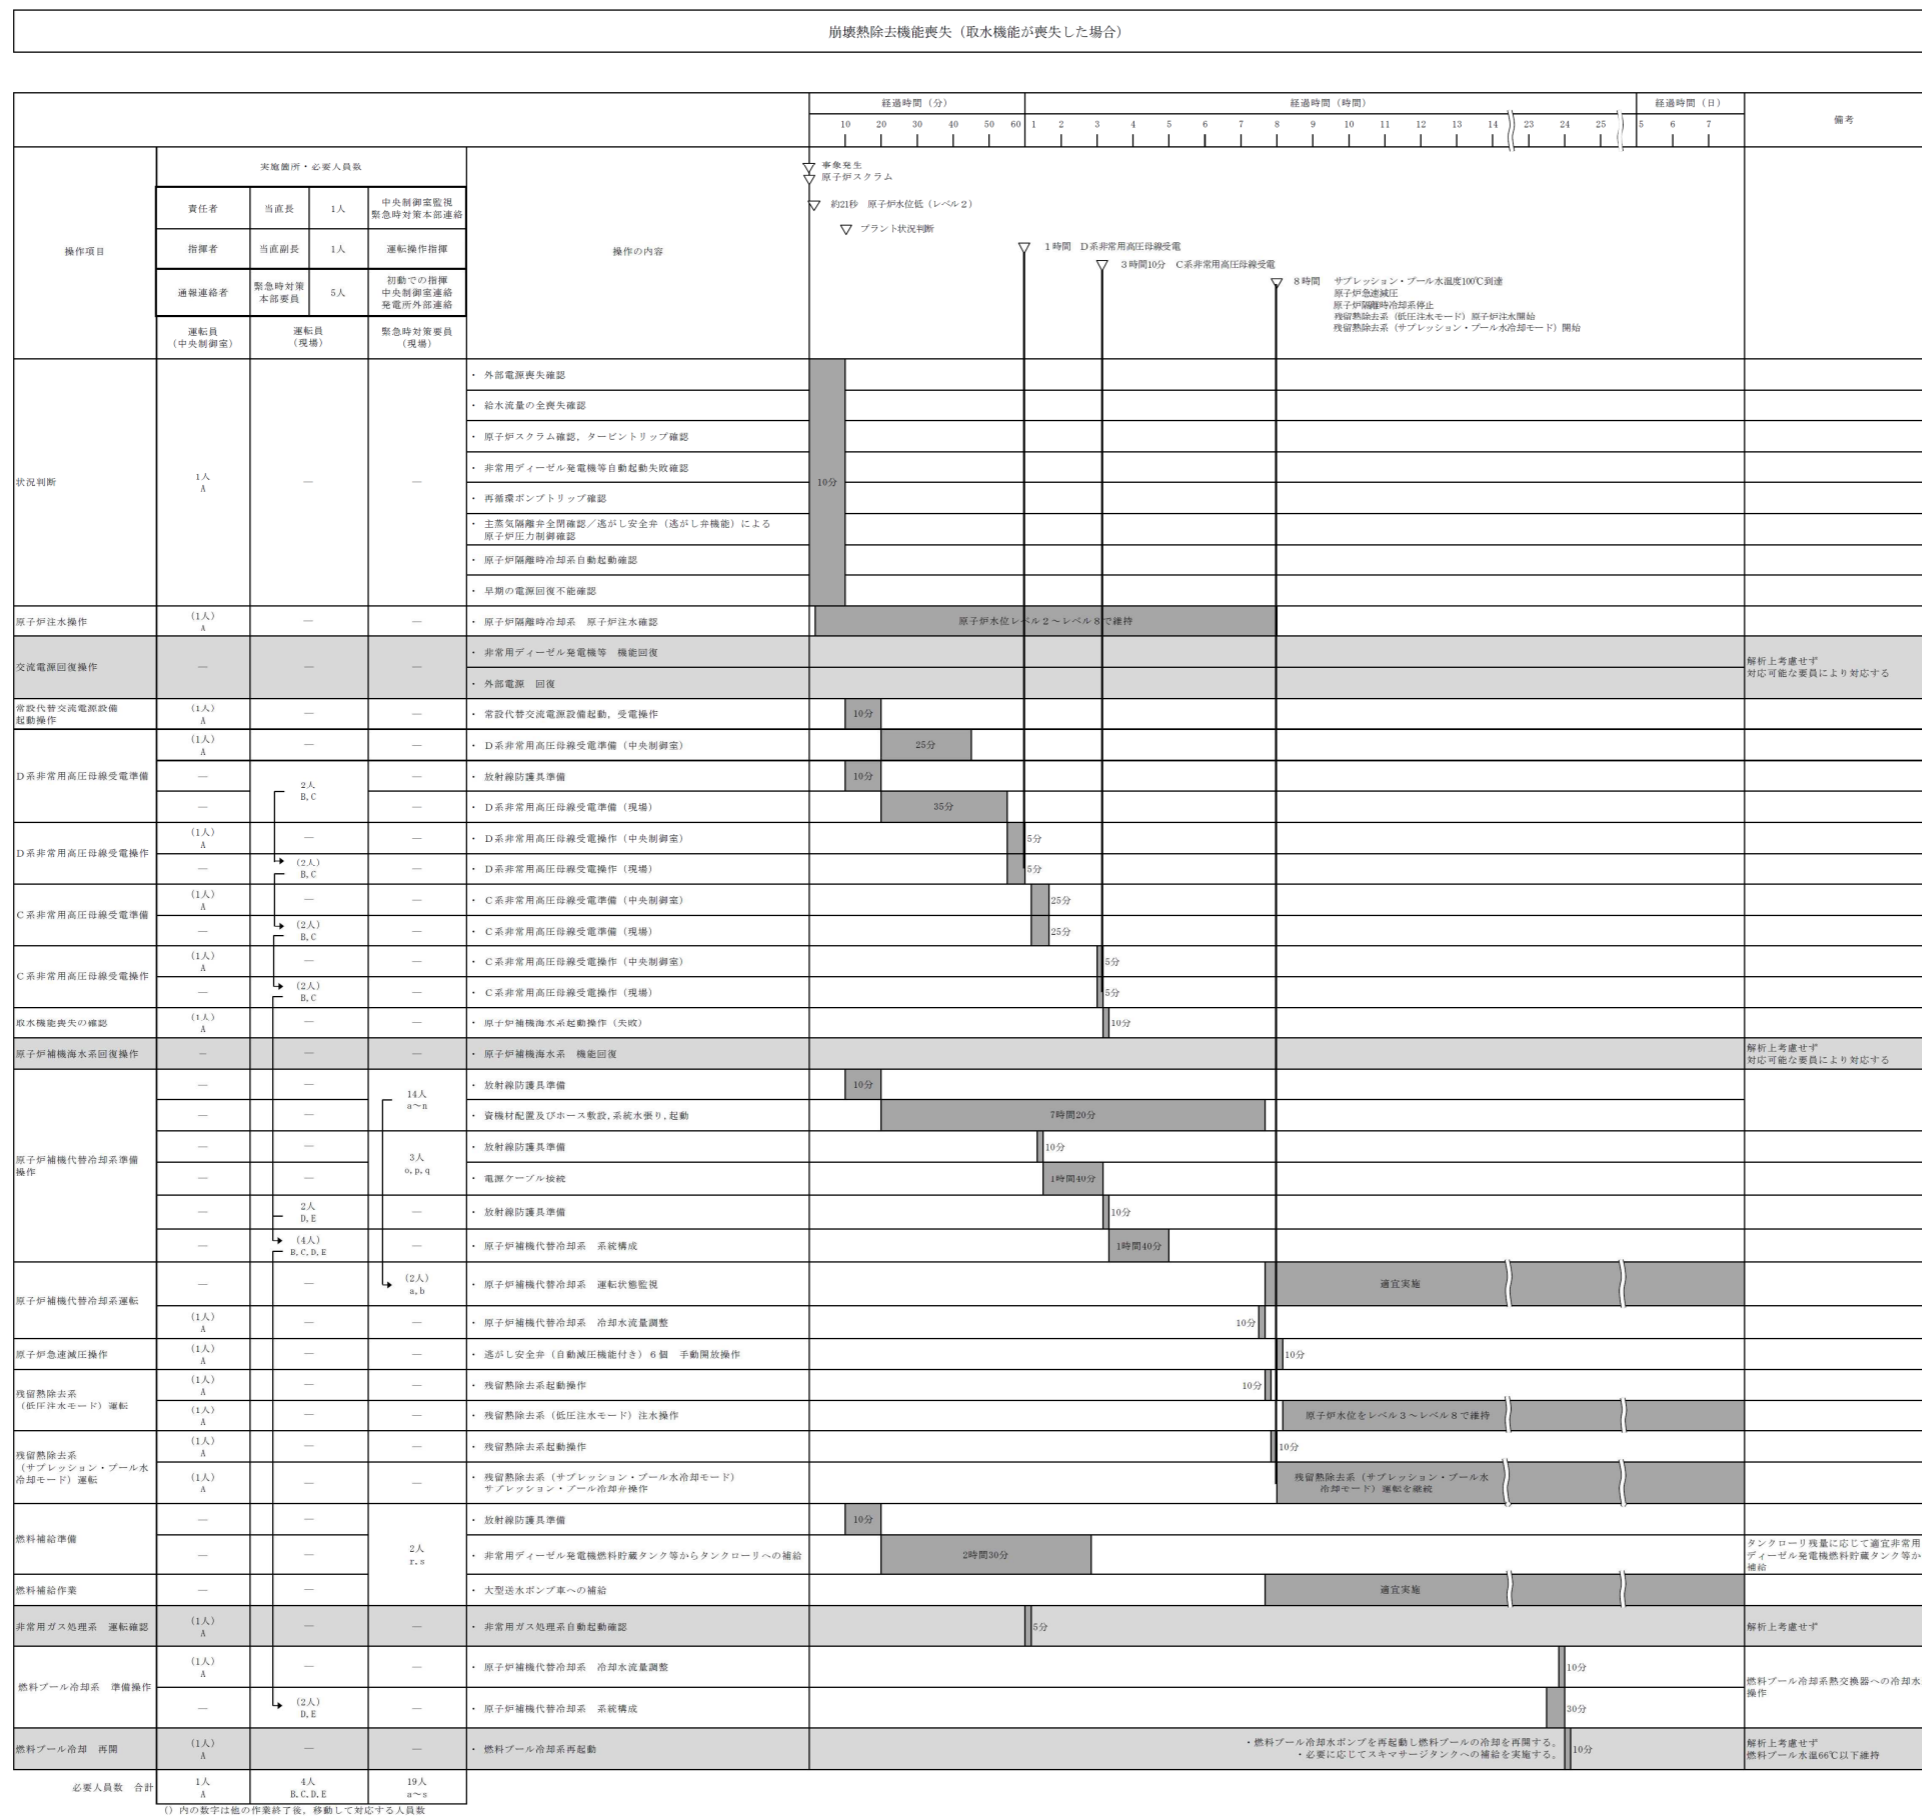 崩壊熱除去機能喪失（取水機能が喪失した場合）
経過時間（分）
経過時間（時間）
経過時間（日）
備考
10 20 30 40 50 60 1 2 3 4 5 6 7 8 9 10 11 12 13 14 23 24 25 5 6 7
操作項目
実施箇所・必要人員数
操作の内容
責任者 当直長 1人 中央制御室監視
緊急時対策本部連絡
指揮者 当直副長 1人 運転操作指揮
通報連絡者 緊急時対策
本部要員 5人 初動での指揮
中央制御室連絡
発電所外部連絡
運転員
（中央制御室）
運転員
（現場）
緊急時対策要員
（現場）
事象発生
原子炉スクラム
約21秒 原子炉水位低（レベル２）
プラント状況判断
１時間 Ｄ系非常用高圧母線受電
３時間10分 Ｃ系非常用高圧母線受電
８時間 サプレッション・プール水温度100℃到達
原子炉急速減圧
原子炉隔離時冷却系停止
残留熱除去系（低圧注水モード）原子炉注水開始
残留熱除去系（サプレッション・プール水冷却モード）開始
状況判断
1人
A
—
—
・ 外部電源喪失確認
・ 給水流量の全喪失確認
・ 原子炉スクラム確認，タービントリップ確認
・ 非常用ディーゼル発電機等自動起動失敗確認
・ 再循環ポンプトリップ確認
・ 主蒸気隔離弁全閉確認／逃がし安全弁（逃がし弁機能）による
原子炉圧力制御確認
・ 原子炉隔離時冷却系自動起動確認
・ 早期の電源回復不能確認
10分
原子炉注水操作
（1人）
A
—
—
・ 原子炉隔離時冷却系 原子炉注水確認
原子炉水位レベル２～レベル８で維持
交流電源回復操作
—
—
—
・ 非常用ディーゼル発電機等 機能回復
・ 外部電源 回復
解析上考慮せず
対応可能な要員により対応する
常設代替交流電源設備
起動操作
（1人）
A
—
—
・ 常設代替交流電源設備起動，受電操作
10分
Ｄ系非常用高圧母線受電準備
（1人）
A
—
—
・ Ｄ系非常用高圧母線受電準備（中央制御室）
25分
—
2人
B,C
—
・ 放射線防護具準備
10分
—
—
・ Ｄ系非常用高圧母線受電準備（現場）
35分
Ｄ系非常用高圧母線受電操作
（1人）
A
—
—
・ Ｄ系非常用高圧母線受電操作（中央制御室）
5分
—
（2人）
B,C
—
・ Ｄ系非常用高圧母線受電操作（現場）
5分
Ｃ系非常用高圧母線受電準備
（1人）
A
—
—
・ Ｃ系非常用高圧母線受電準備（中央制御室）
25分
—
（2人）
B,C
—
・ Ｃ系非常用高圧母線受電準備（現場）
25分
Ｃ系非常用高圧母線受電操作
（1人）
A
—
—
・ Ｃ系非常用高圧母線受電操作（中央制御室）
5分
—
（2人）
B,C
—
・ Ｃ系非常用高圧母線受電操作（現場）
5分
取水機能喪失の確認
（1人）
A
—
—
・ 原子炉補機海水系起動操作（失敗）
10分
原子炉補機海水系回復操作
—
—
—
・ 原子炉補機海水系 機能回復
解析上考慮せず
対応可能な要員により対応する
原子炉補機代替冷却系準備
操作
—
—
14人
a～n
・ 放射線防護具準備
10分
—
—
・ 資機材配置及びホース敷設，系統水張り，起動
7時間20分
—
—
3人
o,p,q
・ 放射線防護具準備
10分
—
—
・ 電源ケーブル接続
1時間40分
—
2人
D,E
—
・ 放射線防護具準備
10分
—
（4人）
B,C,D,E
—
・ 原子炉補機代替冷却系 系統構成
1時間40分
原子炉補機代替冷却系運転
—
—
（2人）
a,b
・ 原子炉補機代替冷却系 運転状態監視
適宜実施
（1人）
A
—
—
・ 原子炉補機代替冷却系 冷却水流量調整
10分
原子炉急速減圧操作
（1人）
A
—
—
・ 逃がし安全弁（自動減圧機能付き）６個 手動開放操作
10分
残留熱除去系
（低圧注水モード）運転
（1人）
A
—
—
・ 残留熱除去系起動操作
10分
（1人）
A
—
—
・ 残留熱除去系（低圧注水モード）注水操作
原子炉水位をレベル３～レベル８で維持
残留熱除去系
（サプレッション・プール水
冷却モード）運転
（1人）
A
—
—
・ 残留熱除去系起動操作
10分
（1人）
A
—
—
・ 残留熱除去系（サプレッション・プール水冷却モード）
サプレッション・プール冷却弁操作
残留熱除去系（サプレッション・プール水
冷却モード）運転を継続
燃料補給準備
—
—
2人
r,s
・ 放射線防護具準備
10分
—
—
・ 非常用ディーゼル発電機燃料貯蔵タンク等からタンクローリへの補給
2時間30分
タンクローリ残量に応じて適宜非常用
ディーゼル発電機燃料貯蔵タンク等か
補給
燃料補給作業
—
—
・ 大型送水ポンプ車への補給
適宜実施
非常用ガス処理系 運転確認
（1人）
A
—
—
・ 非常用ガス処理系自動起動確認
5分
解析上考慮せず
燃料プール冷却系 準備操作
（1人）
A
—
—
・ 原子炉補機代替冷却系 冷却水流量調整
10分
燃料プール冷却系熱交換器への冷却水
操作
—
（2人）
D,E
—
・ 原子炉補機代替冷却系 系統構成
30分
燃料プール冷却 再開
（1人）
A
—
—
・ 燃料プール冷却系再起動
・燃料プール冷却水ポンプを再起動し燃料プールの冷却を再開する。
・必要に応じてスキマサージタンクへの補給を実施する。
10分
解析上考慮せず
燃料プール水温66℃以下維持
必要人員数 合計
1人
A
4人
B,C,D,E
19人
a～s
（）内の数字は他の作業終了後，移動して対応する人員数